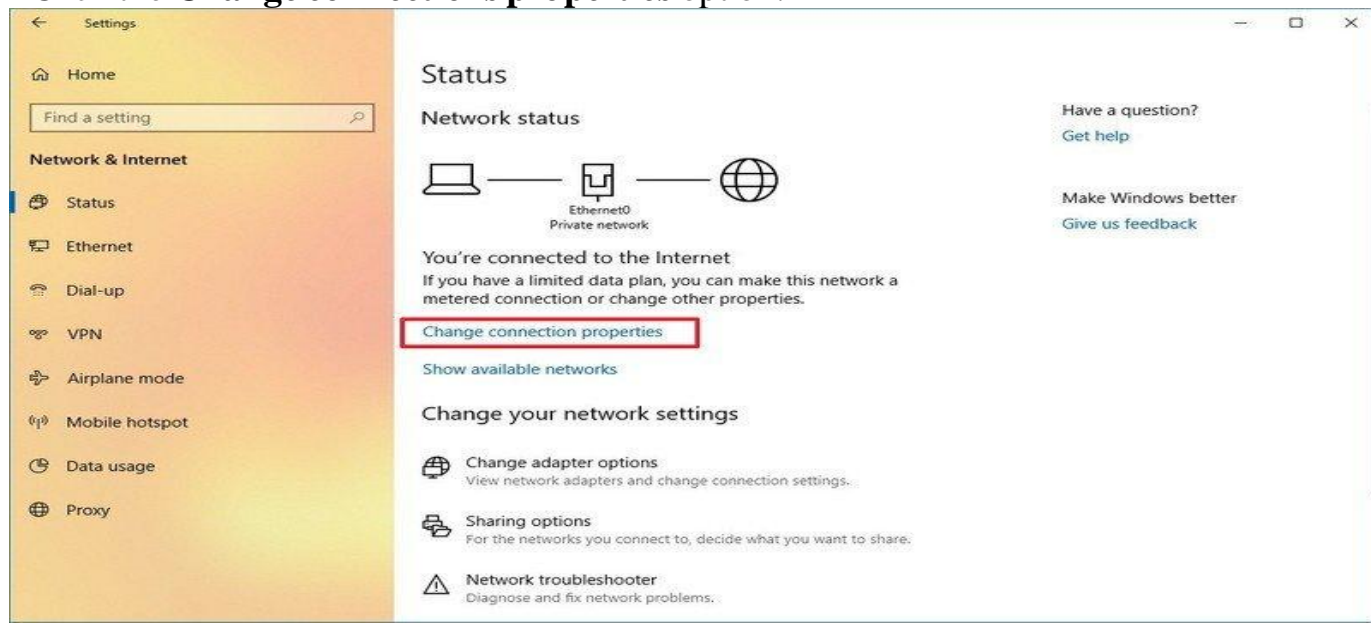 Change connections properties option.
Settings
Home
Find a setting
Network & Internet
Status
Ethernet
Dial-up
VPN
Airplane mode
Mobile hotspot
Data usage
Proxy
Status
Network status
Ethernet0
Private network
You're connected to the Internet
If you have a limited data plan, you can make this network a
metered connection or change other properties.
Change connection properties
Show available networks
Change your network settings
Change adapter options
View network adapters and change connection settings.
Sharing options
For the networks you connect to, decide what you want to share.
Network troubleshooter
Diagnose and fix network problems.
Have a question?
Get help
Make Windows better
Give us feedback